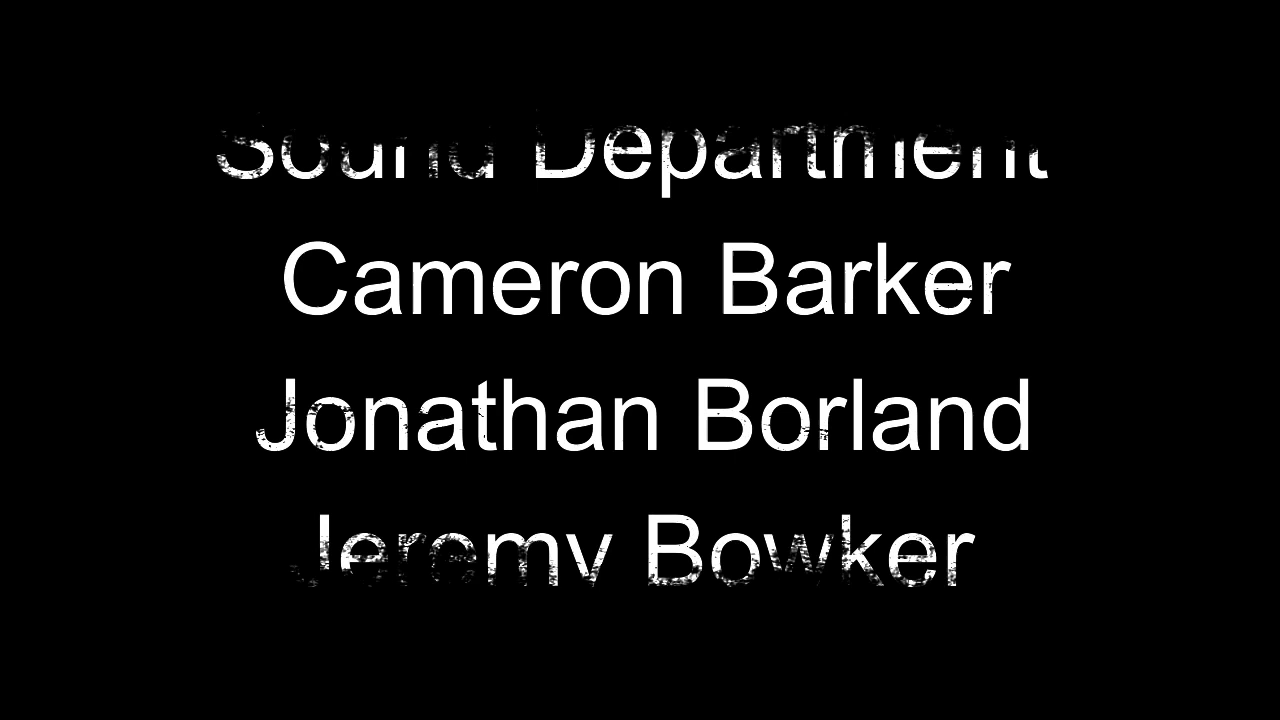 Sound Department
Cameron Barker
Jonathan Borland
Jeremy Bowker